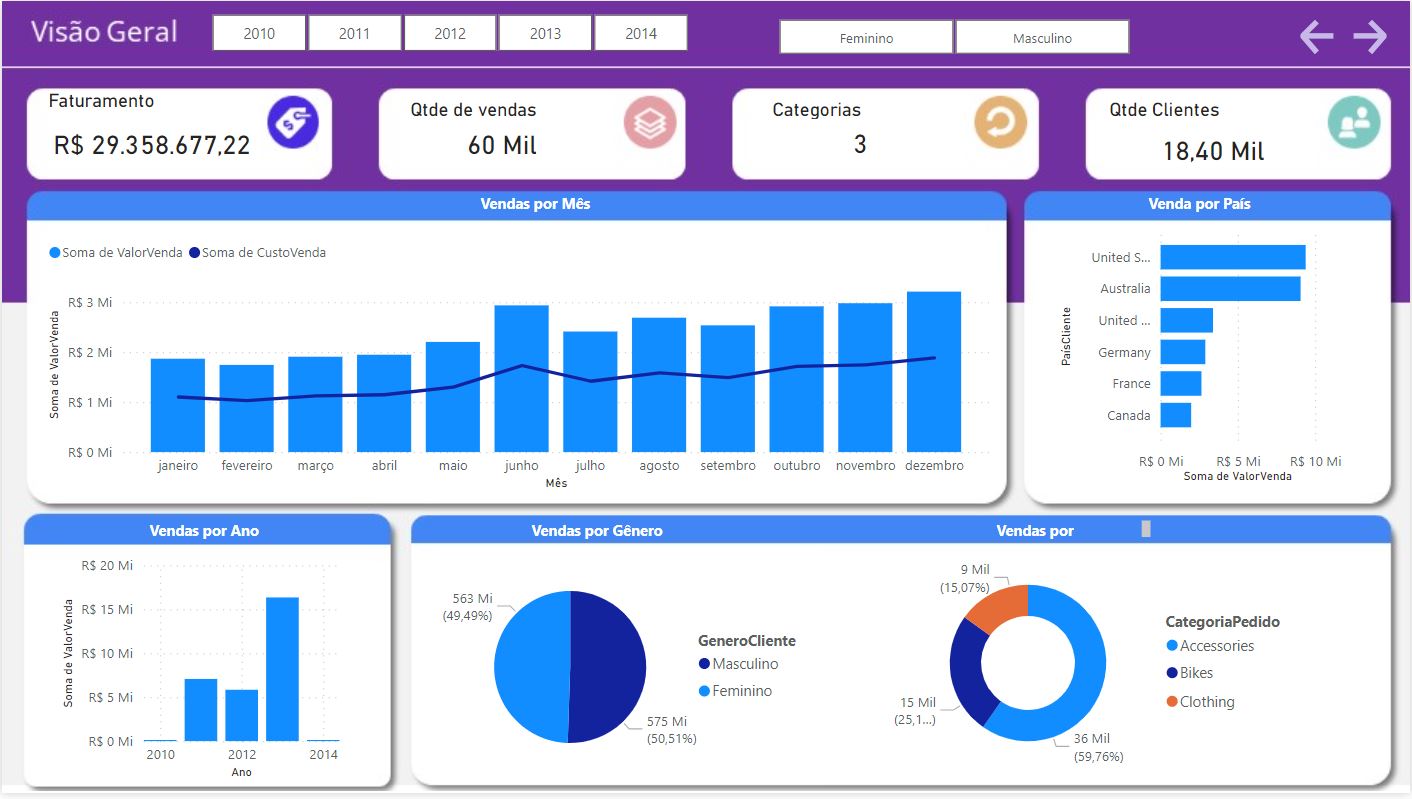 Visão Geral
2010
2011
2012
2013
2014
Feminino
Masculino
Faturamento
R$ 29.358.677,22
Qtde de vendas
60 Mil
Categorias
3
Qtde Clientes
18,40 Mil
Vendas por Mês
Soma de ValorVenda
Soma de CustoVenda
Soma de ValorVenda
R$ 3 Mi
R$ 2 Mi
R$ 1 Mi
R$ 0 Mi
janeiro
fevereiro
março
abril
maio
junho
julho
agosto
setembro
outubro
novembro
dezembro
Mês
Venda por País
PaísCliente
United S...
Australia
United ...
Germany
France
Canada
R$ 0 Mi
R$ 5 Mi
R$ 10 Mi
Soma de ValorVenda
Vendas por Ano
Soma de ValorVenda
R$ 20 Mi
R$ 15 Mi
R$ 10 Mi
R$ 5 Mi
R$ 0 Mi
2010
2012
2014
Ano
Vendas por Gênero
563 Mi
(49,49%)
575 Mi
(50,51%)
GeneroCliente
Masculino
Feminino
Vendas por
9 Mil
(15,07%)
15 Mil
(25,1...)
36 Mil
(59,76%)
CategoriaPedido
Accessories
Bikes
Clothing